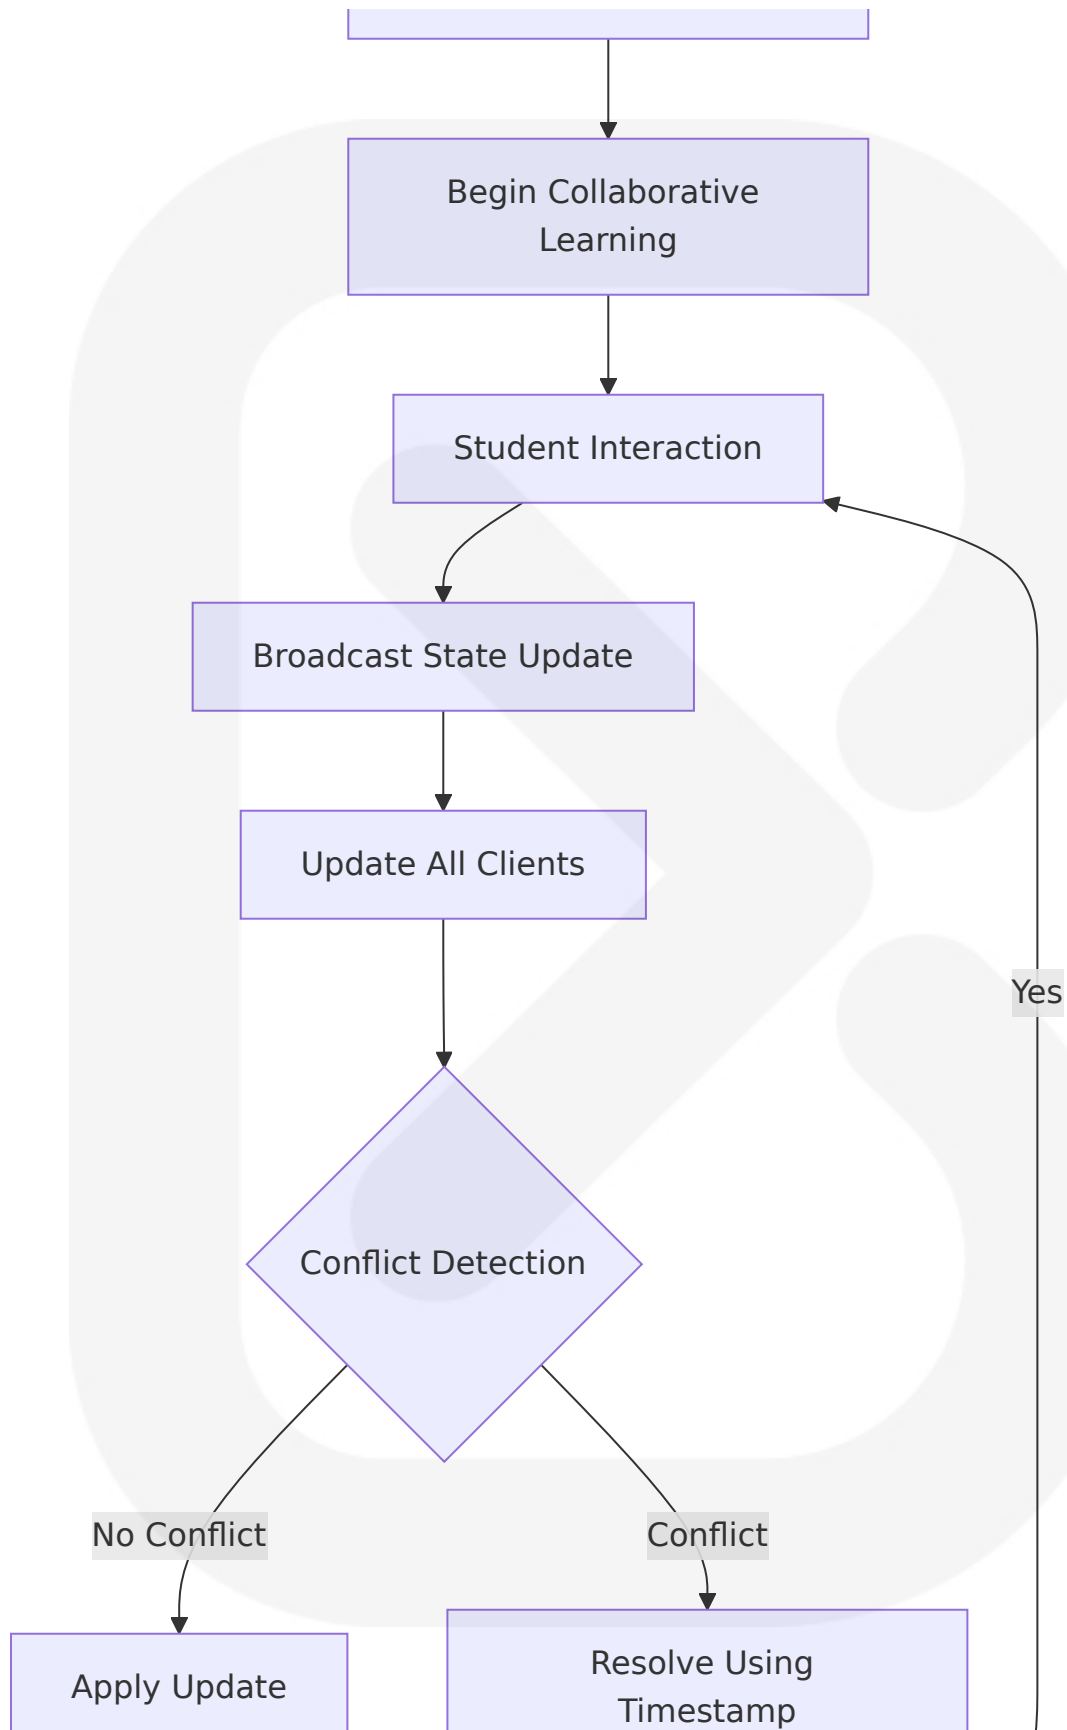 Begin Collaborative
Learning
Student Interaction
Broadcast State Update
Update All Clients
Yes
Conflict Detection
No Conflict
Conflict
Apply Update
Resolve Using
Timestamp